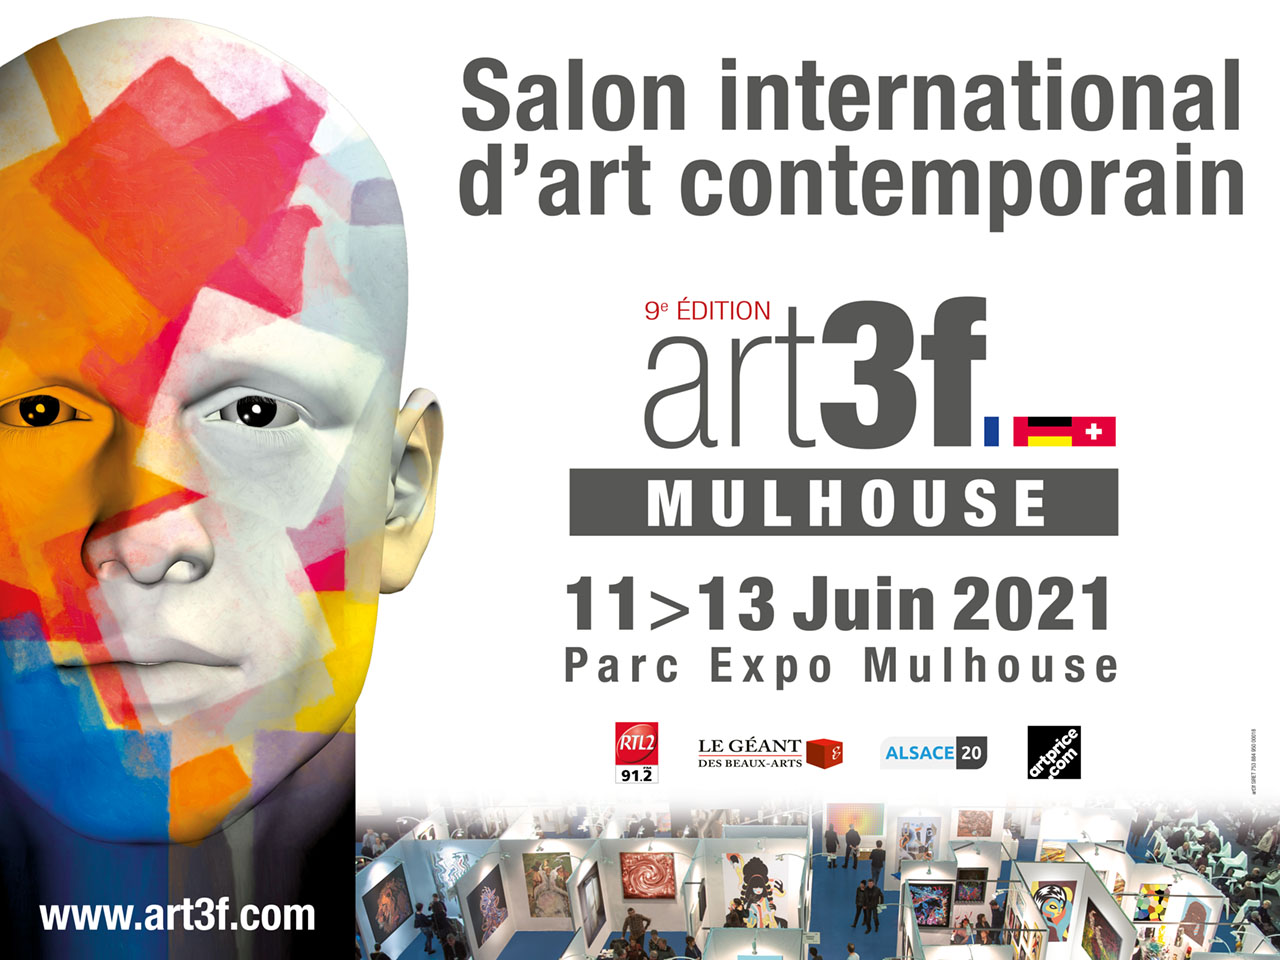 Salon international
d'art contemporain
9e ÉDITION
art3f
MULHOUSE
11>13 Juin 2021
Parc Expo Mulhouse
RTL2
FM
91.2
LE GÉANT
DES BEAUX-ARTS
&
ALSACE 20
artprice
.com
www.art3f.com